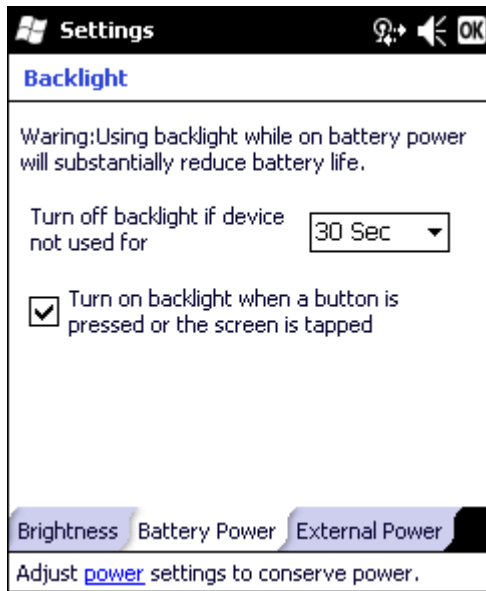 Settings OK
Backlight
Waring:Using backlight while on battery power
will substantially reduce battery life.
Turn off backlight if device
not used for
30 Sec
Turn on backlight when a button is
pressed or the screen is tapped
Brightness Battery Power External Power
Adjust power settings to conserve power.